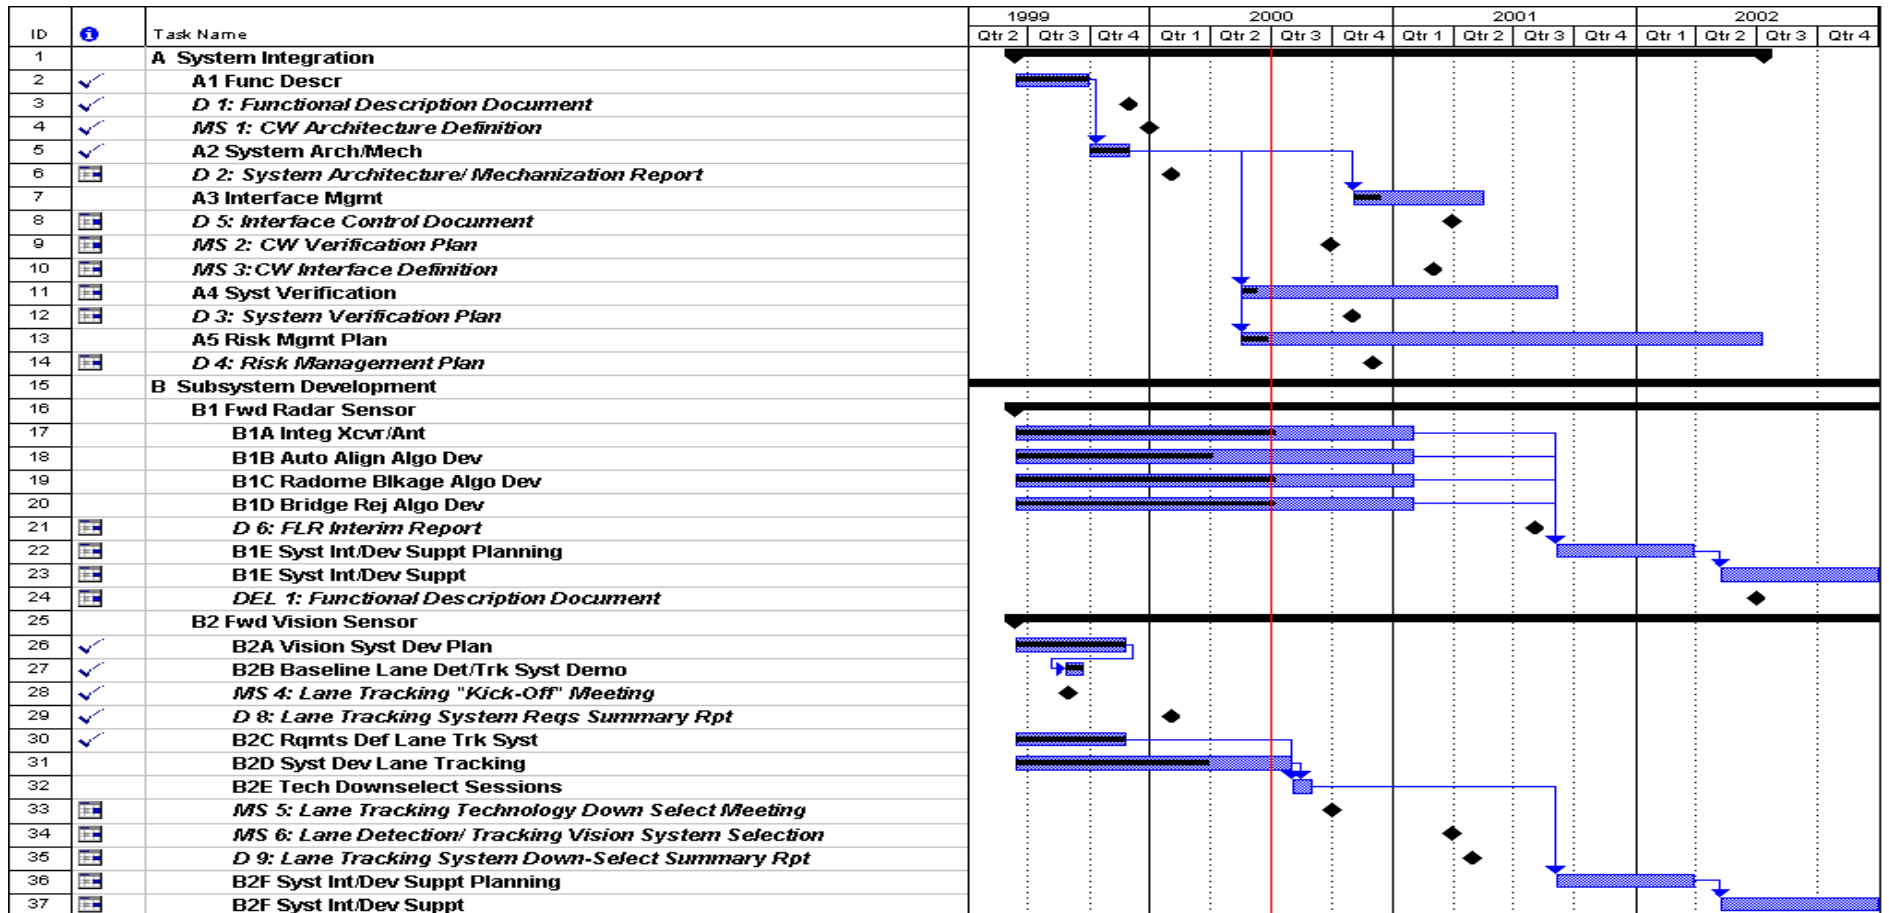 1999 2000 2001 2002
ID Task Name Qtr 2 Qtr 3 Qtr 4 Qtr 1 Qtr 2 Qtr 3 Qtr 4 Qtr 1 Qtr 2 Qtr 3 Qtr 4 Qtr 1 Qtr 2 Qtr 3 Qtr 4
1 A System Integration
2 A1 Func Descr
3 D 1: Functional Description Document
4 MS 1: CW Architecture Definition
5 A2 System Arch/Mech
6 D 2: System Architecture/ Mechanization Report
7 A3 Interface Mgmt
8 D 5: Interface Control Document
9 MS 2: CW Verification Plan
10 MS 3:CW Interface Definition
11 A4 Syst Verification
12 D 3: System Verification Plan
13 A5 Risk Mgmt Plan
14 D 4: Risk Management Plan
15 B Subsystem Development
16 B1 Fwd Radar Sensor
17 B1A Integ Xcvr/Ant
18 B1B Auto Align Algo Dev
19 B1C Radome Blkage Algo Dev
20 B1D Bridge Rej Algo Dev
21 D 6: FLR Interim Report
22 B1E Syst Int/Dev Suppt Planning
23 B1E Syst Int/Dev Suppt
24 DEL 1: Functional Description Document
25 B2 Fwd Vision Sensor
26 B2A Vision Syst Dev Plan
27 B2B Baseline Lane Det/Trk Syst Demo
28 MS 4: Lane Tracking "Kick-Off" Meeting
29 D 8: Lane Tracking System Reqs Summary Rpt
30 B2C Rqmts Def Lane Trk Syst
31 B2D Syst Dev Lane Tracking
32 B2E Tech Downselect Sessions
33 MS 5: Lane Tracking Technology Down Select Meeting
34 MS 6: Lane Detection/ Tracking Vision System Selection
35 D 9: Lane Tracking System Down-Select Summary Rpt
36 B2F Syst Int/Dev Suppt Planning
37 B2F Syst Int/Dev Suppt